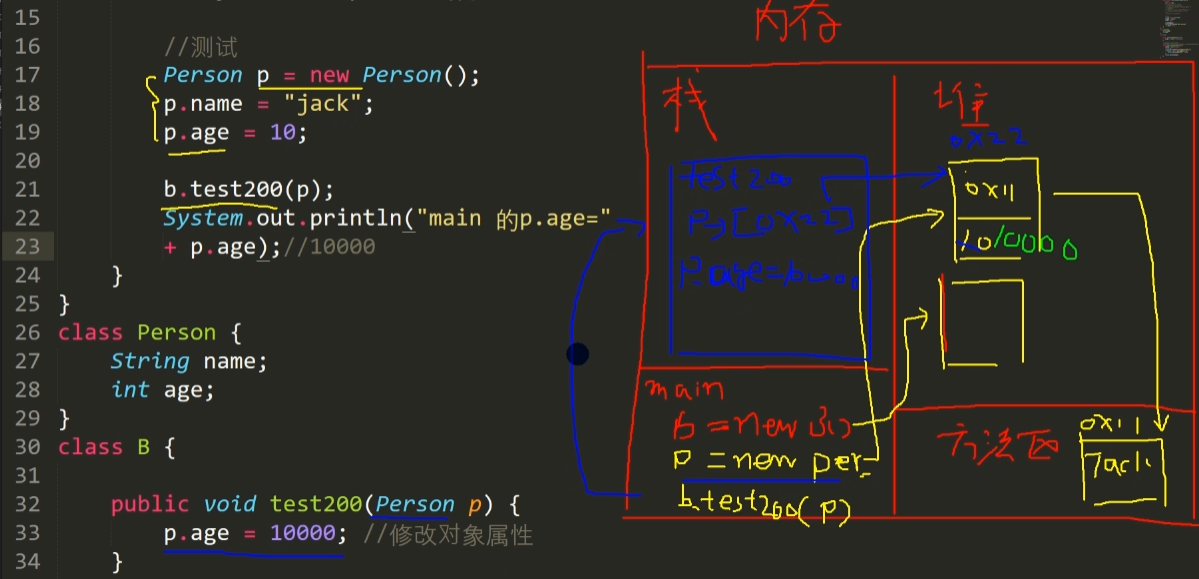 15
16 //测试
17 Person p = new Person();
18 p.name = "jack";
19 p.age = 10;
20
21 b.test200(p);
22 System.out.println("main 的p.age="
23 + p.age);//10000
24 }
25 }
26 class Person {
27 String name;
28 int age;
29 }
30 class B {
31
32 public void test200(Person p) {
33 p.age = 10000; //修改对象属性
34 }
内存
栈
test200
p→[0x22]
p.age=
main
b = new B()
p = new per
b.test200(p)
堆
0x22
0x11
10 10000
方法区
0x11
Jack